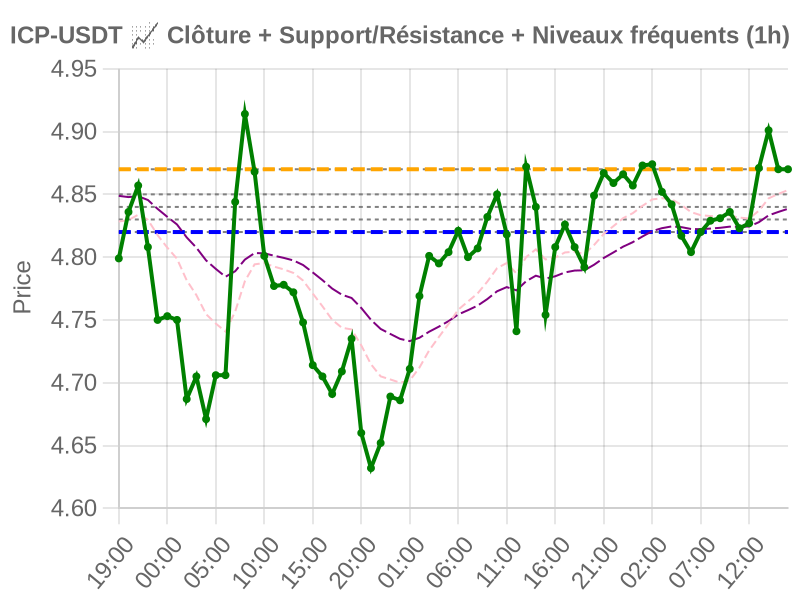 ICP-USDT 📈 Clôture + Support/Résistance + Niveaux fréquents (1h)
4.95
4.90
4.85
4.80
4.75
4.70
4.65
4.60
Price
19:00 00:00 05:00 10:00 15:00 20:00 01:00 06:00 11:00 16:00 21:00 02:00 07:00 12:00